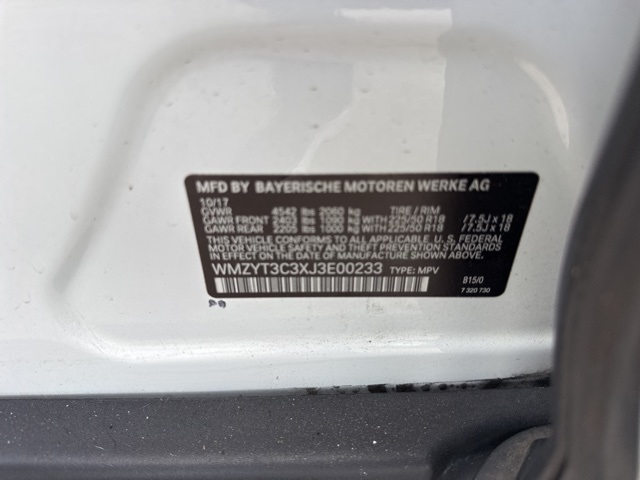 MFD BY BAYERISCHE MOTOREN WERKE AG
10/17
GVWR 4542 lbs 2060 kg TIRE / RIM
GAWR FRONT 2403 lbs 1090 kg WITH 225/50 R18 / 7.5J x 18
GAWR REAR 2205 lbs 1000 kg WITH 225/50 R18 / 7.5J x 18
THIS VEHICLE CONFORMS TO ALL APPLICABLE U. S. FEDERAL
MOTOR VEHICLE SAFETY STANDARDS IN EFFECT ON THE DATE
OF MANUFACTURE SHOWN ABOVE.
WMZYT3C3XJ3E00233 TYPE: MPV
B15/0
7 320 730